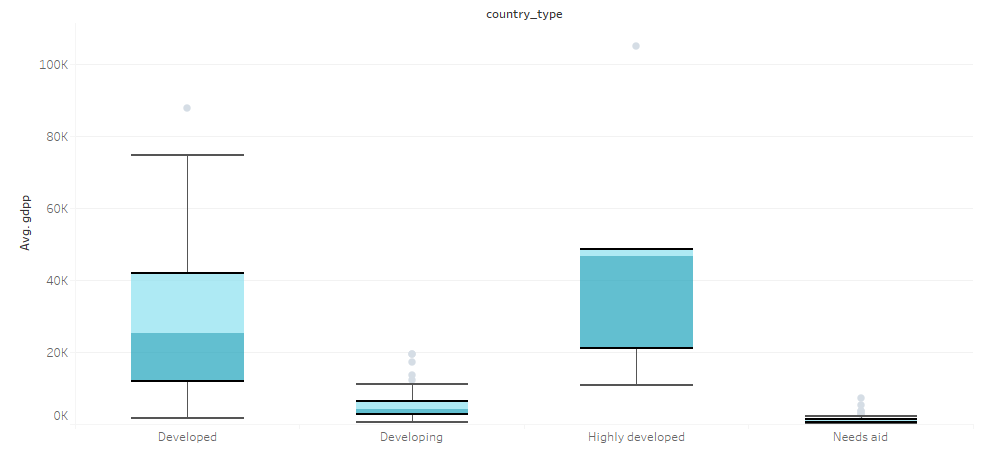 country_type
100K
80K
60K
40K
20K
0K
Avg. gdpp
Developed
Developing
Highly developed
Needs aid